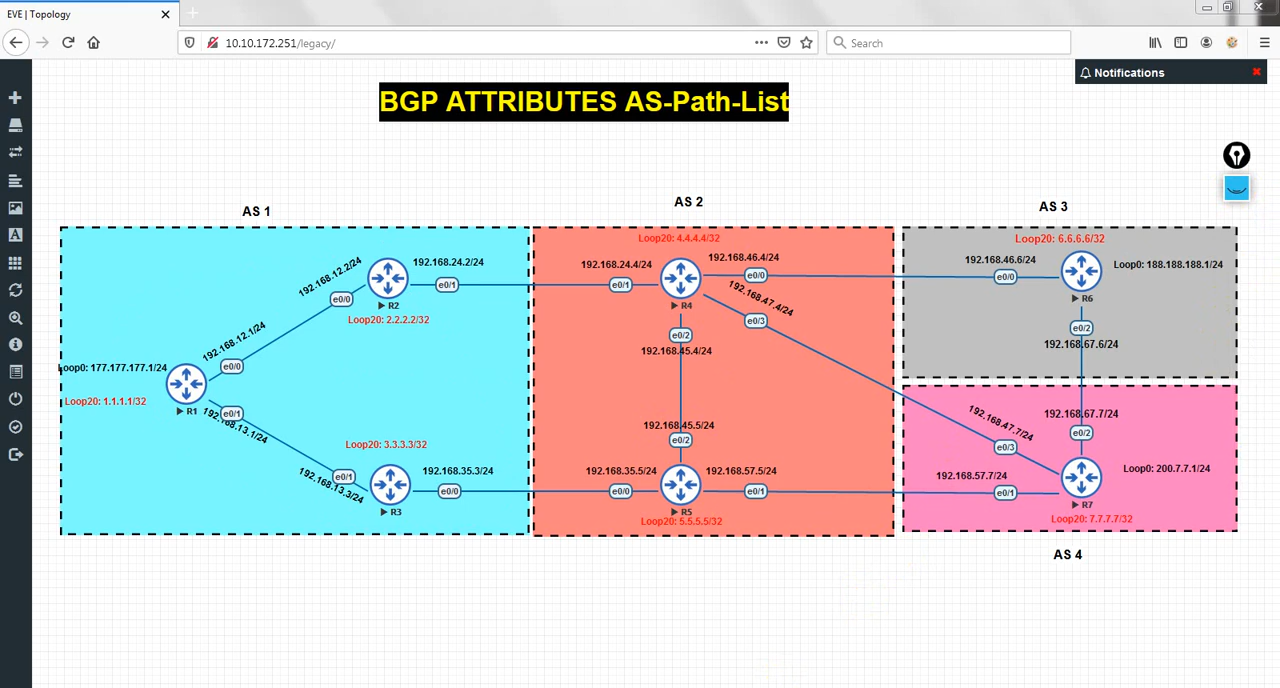 EVE | Topology
10.10.172.251/legacy/
Search
Notifications
BGP ATTRIBUTES AS-Path-List
AS 1
AS 2
AS 3
Loop20: 4.4.4.4/32
Loop20: 6.6.6.6/32
192.168.12.2/24
192.168.24.2/24
192.168.24.4/24
192.168.46.4/24
192.168.46.6/24
Loop0: 188.188.188.1/24
e0/0
e0/1
e0/1
e0/0
e0/0
R2
R4
R6
192.168.47.4/24
Loop20: 2.2.2.2/32
e0/3
e0/2
e0/2
192.168.12.1/24
192.168.45.4/24
192.168.67.6/24
Loop0: 177.177.177.1/24
e0/0
Loop20: 1.1.1.1/32
R1
e0/1
192.168.13.1/24
192.168.47.7/24
192.168.67.7/24
192.168.45.5/24
e0/2
e0/2
Loop20: 3.3.3.3/32
e0/3
192.168.13.3/24
e0/1
192.168.35.3/24
192.168.35.5/24
192.168.57.5/24
192.168.57.7/24
Loop0: 200.7.7.1/24
e0/0
e0/0
e0/1
e0/1
R3
R5
R7
Loop20: 5.5.5.5/32
Loop20: 7.7.7.7/32
AS 4